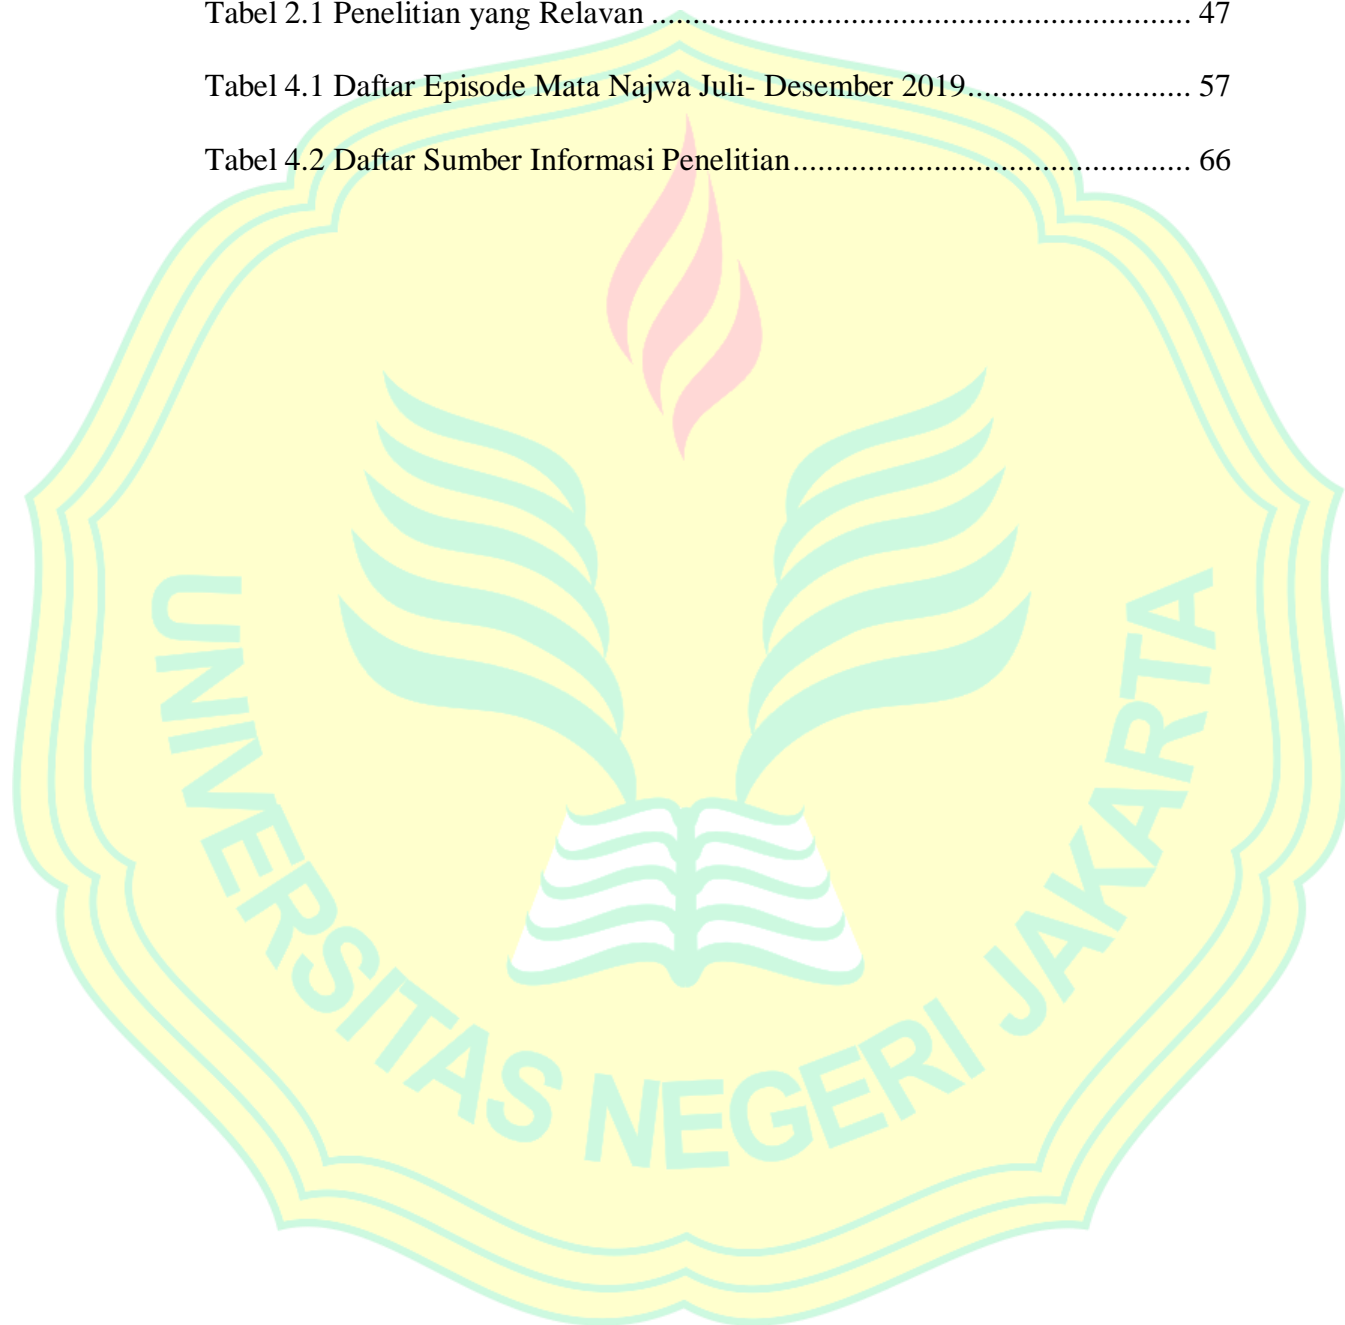 Tabel 2.1 Penelitian yang Relavan ................................................................. 47
Tabel 4.1 Daftar Episode Mata Najwa Juli- Desember 2019........................... 57
Tabel 4.2 Daftar Sumber Informasi Penelitian................................................ 66
UNIVERSITAS NEGERI JAKARTA